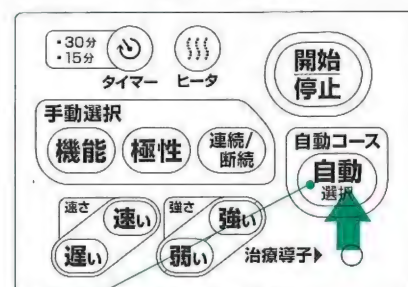 ・30分
・15分
タイマー
ヒータ
開始
停止
手動選択
機能
極性
連続/
断続
自動コース
自動
選択
速さ
速い
遅い
強さ
強い
弱い
治療導子▶